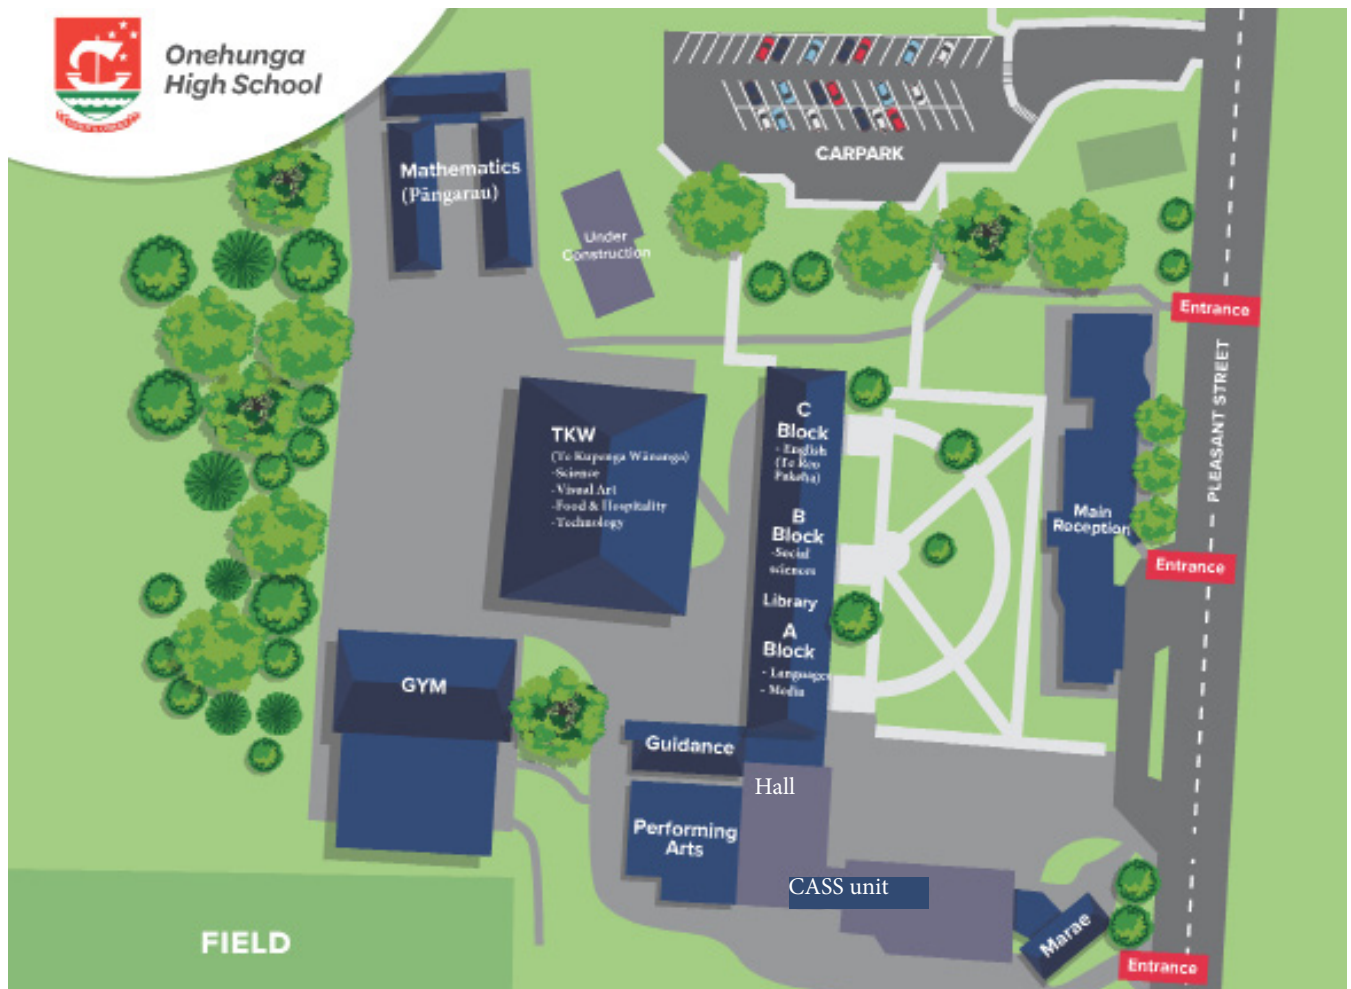 Onehunga
High School
CARPARK
Mathematics
(Pāngarau)
Under
Construction
Entrance
PLEASANT STREET
TKW
(Te Kupenga Wānanga)
-Science
-Visual Art
-Food & Hospitality
-Technology
C
Block
- English
(Te Reo
Pakeha)
B
Block
-Social
sciences
Library
A
Block
- Languages
- Media
Main
Reception
Entrance
GYM
Guidance
Hall
Performing
Arts
CASS unit
Marae
Entrance
FIELD